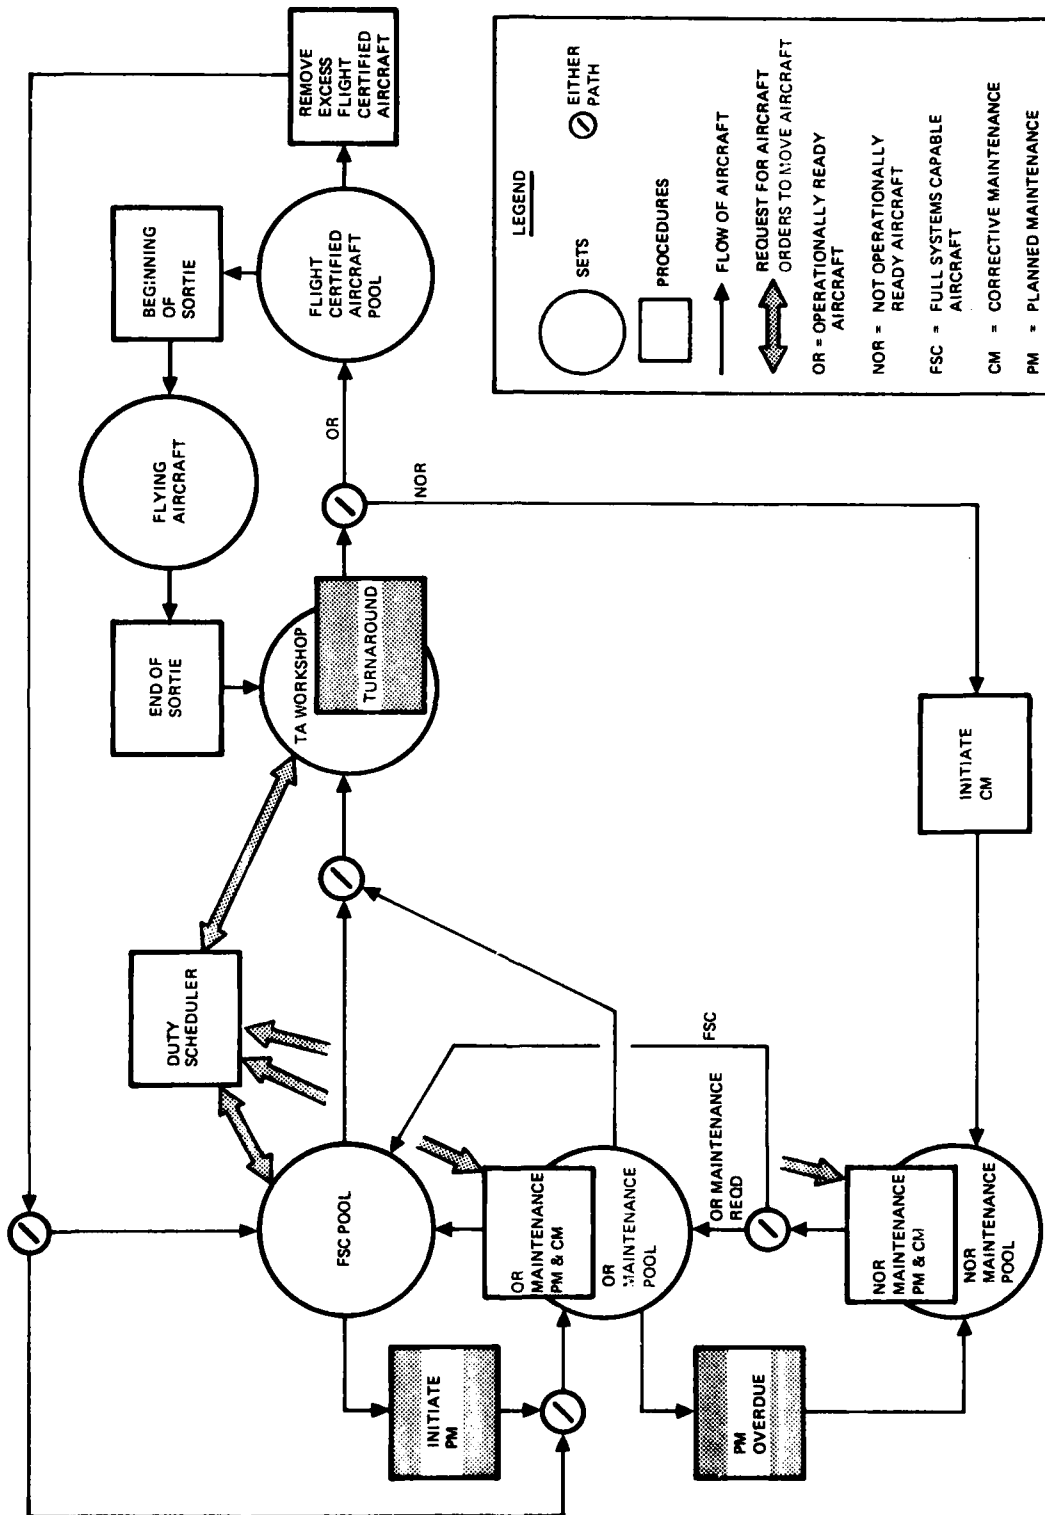 REMOVE
EXCESS
FLIGHT
CERTIFIED
AIRCRAFT
BEGINNING
OF
SORTIE
FLIGHT
CERTIFIED
AIRCRAFT
POOL
FLYING
AIRCRAFT
OR
NOR
END OF
SORTIE
TA WORKSHOP
TURNAROUND
INITIATE
CM
DUTY
SCHEDULER
FSC
FSC POOL
OR
MAINTENANCE
PM & CM
OR
MAINTENANCE
POOL
OR MAINTENANCE
REQD
NOR
MAINTENANCE
PM & CM
NOR
MAINTENANCE
POOL
INITIATE
PM
PM
OVERDUE
LEGEND
SETS
EITHER
PATH
PROCEDURES
FLOW OF AIRCRAFT
REQUEST FOR AIRCRAFT
ORDERS TO MOVE AIRCRAFT
OR = OPERATIONALLY READY
AIRCRAFT
NOR = NOT OPERATIONALLY
READY AIRCRAFT
FSC = FULL SYSTEMS CAPABLE
AIRCRAFT
CM = CORRECTIVE MAINTENANCE
PM = PLANNED MAINTENANCE